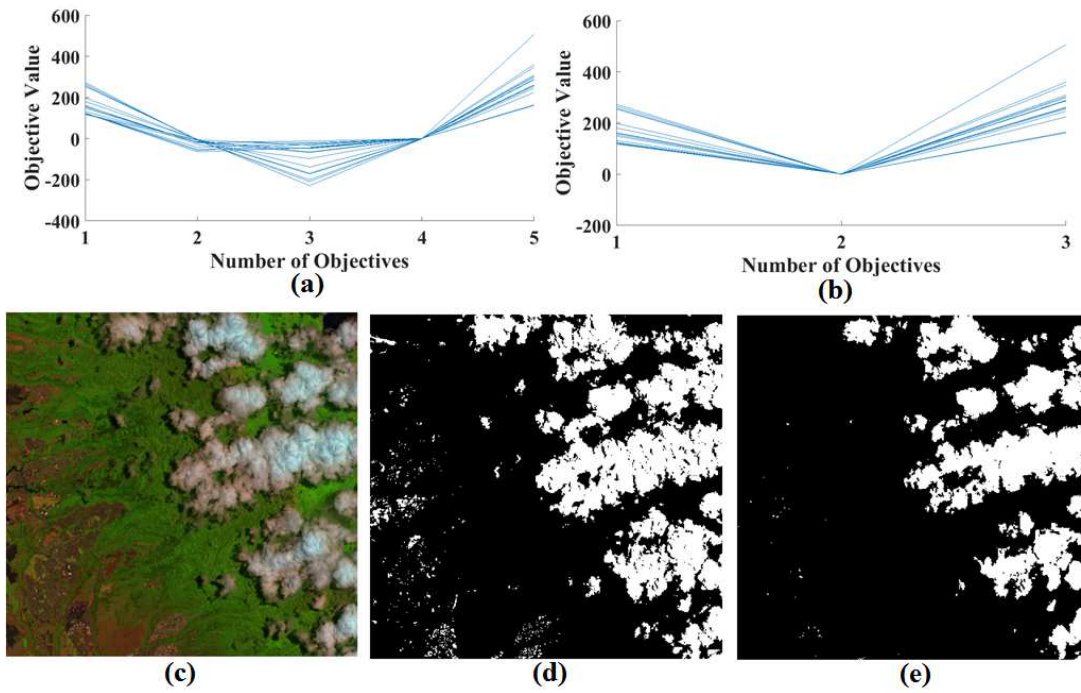 600
400
200
0
-200
-400
Objective Value
1 2 3 4 5
Number of Objectives
(a)
600
400
200
0
-200
Objective Value
1 2 3
Number of Objectives
(b)
(c)
(d)
(e)